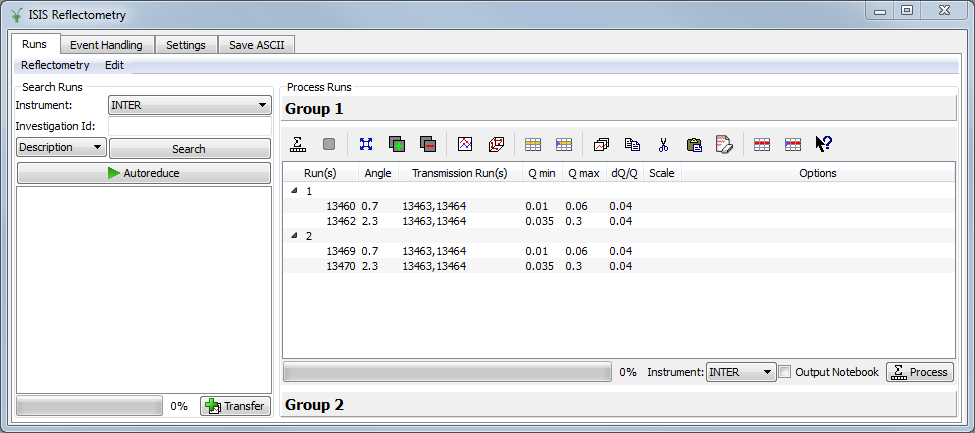 ISIS Reflectometry
Runs Event Handling Settings Save ASCII
Reflectometry Edit
Search Runs
Instrument: INTER
Investigation Id:
Description Search
Autoreduce
0% Transfer
Process Runs
Group 1
Run(s) Angle Transmission Run(s) Q min Q max dQ/Q Scale Options
1
13460 0.7 13463,13464 0.01 0.06 0.04
13462 2.3 13463,13464 0.035 0.3 0.04
2
13469 0.7 13463,13464 0.01 0.06 0.04
13470 2.3 13463,13464 0.035 0.3 0.04
0% Instrument: INTER Output Notebook Process
Group 2